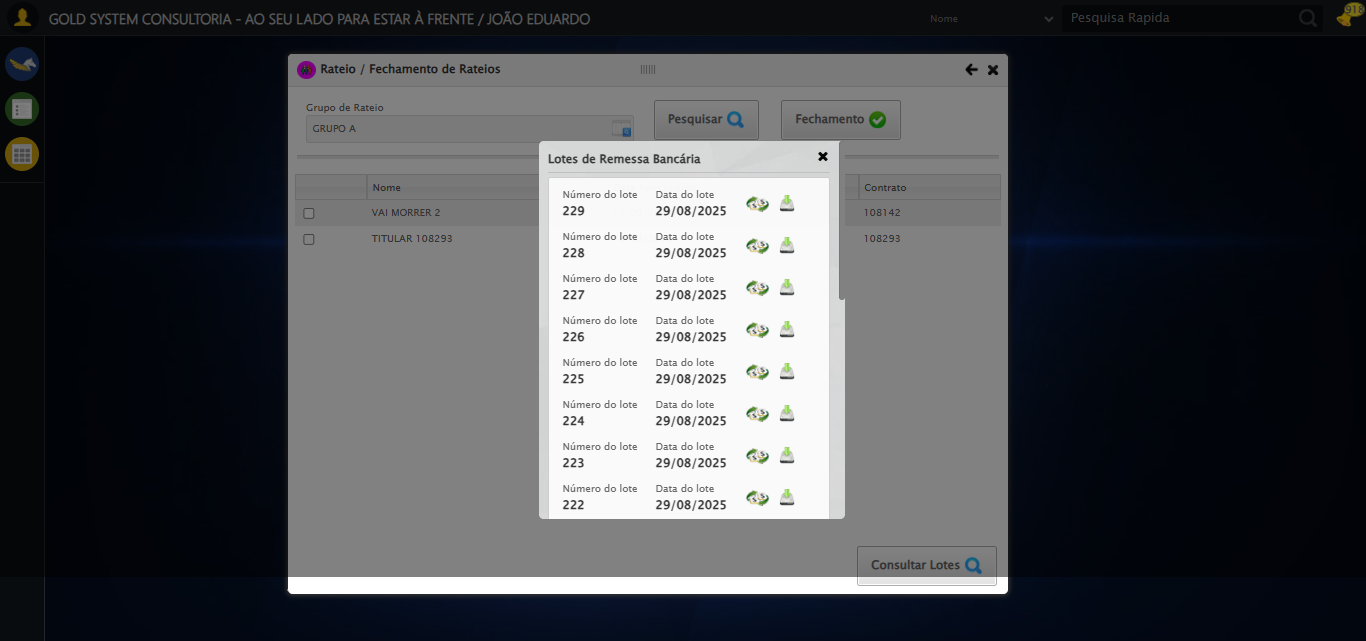 GOLD SYSTEM CONSULTORIA - AO SEU LADO PARA ESTAR À FRENTE / JOÃO EDUARDO
Nome
Pesquisa Rapida
918
Rateio / Fechamento de Rateios
Grupo de Rateio
GRUPO A
Pesquisar
Fechamento
Nome
Contrato
VAI MORRER 2
108142
TITULAR 108293
108293
Lotes de Remessa Bancária
Número do lote Data do lote
229 29/08/2025
Número do lote Data do lote
228 29/08/2025
Número do lote Data do lote
227 29/08/2025
Número do lote Data do lote
226 29/08/2025
Número do lote Data do lote
225 29/08/2025
Número do lote Data do lote
224 29/08/2025
Número do lote Data do lote
223 29/08/2025
Número do lote Data do lote
222 29/08/2025
Consultar Lotes